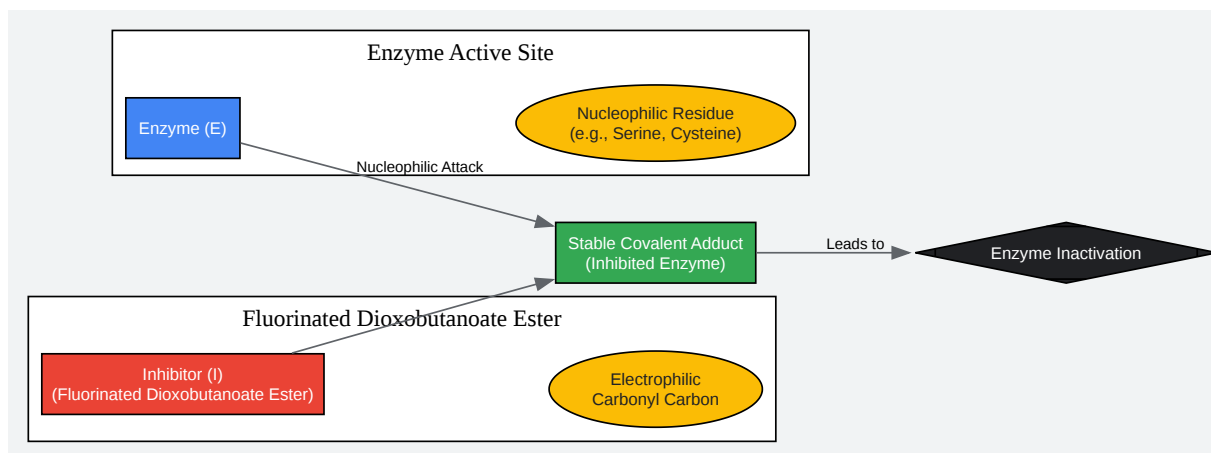 Enzyme Active Site
Enzyme (E)
Nucleophilic Residue
(e.g., Serine, Cysteine)
Nucleophilic Attack
Stable Covalent Adduct
(Inhibited Enzyme)
Leads to
Enzyme Inactivation
Fluorinated Dioxobutanoate Ester
Inhibitor (I)
(Fluorinated Dioxobutanoate Ester)
Electrophilic
Carbonyl Carbon